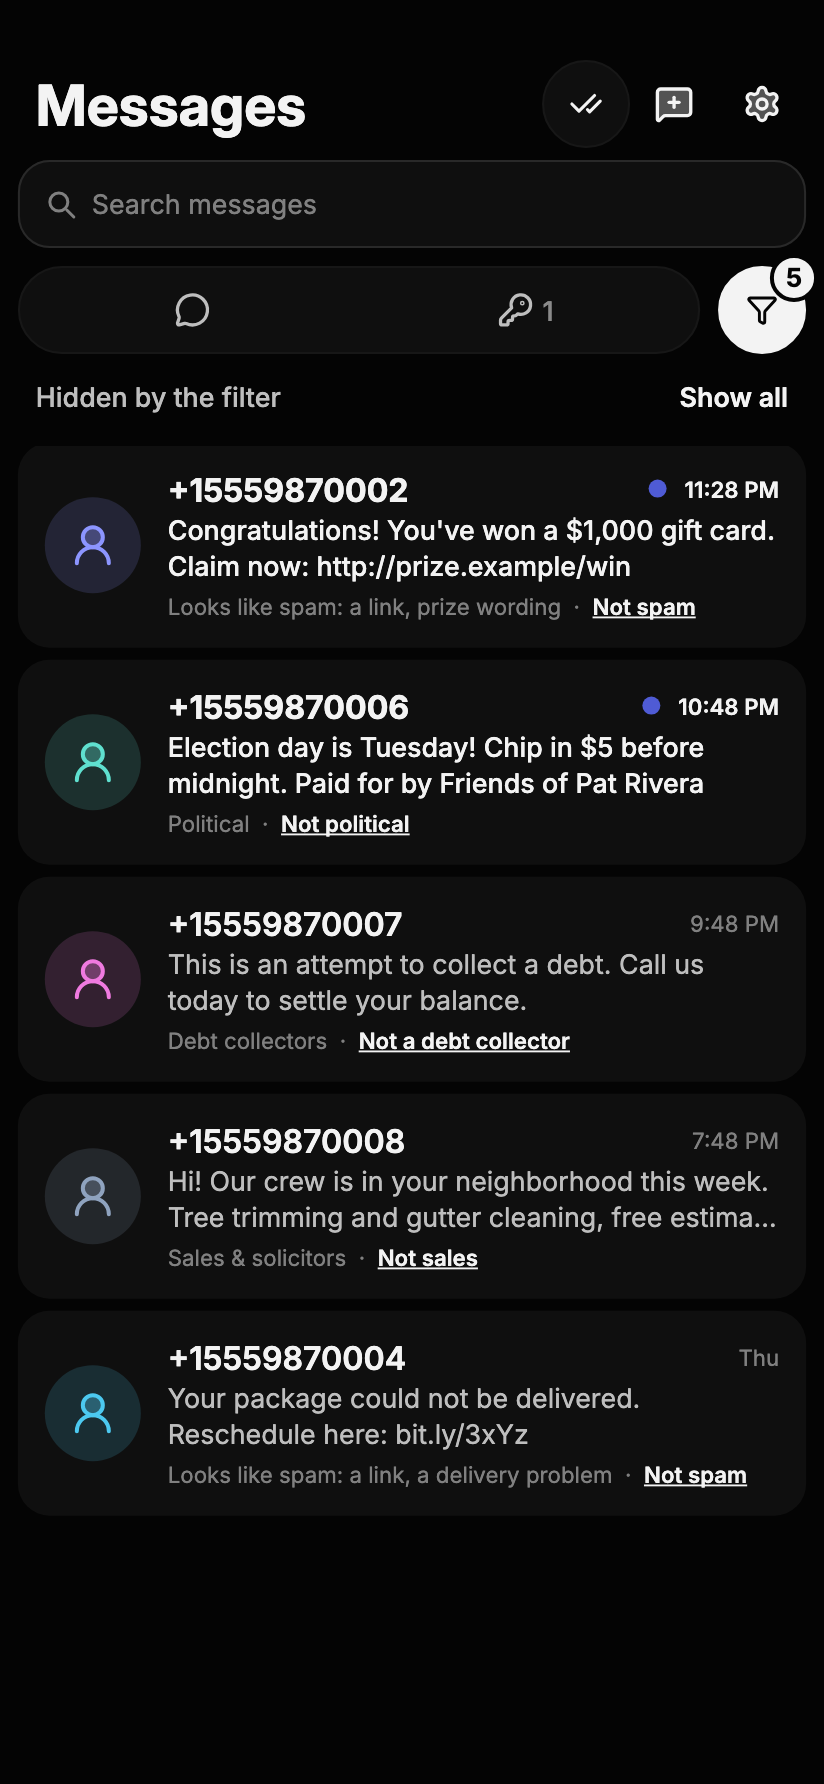 Messages
Search messages
1
5
Hidden by the filter
Show all
+15559870002
11:28 PM
Congratulations! You've won a $1,000 gift card.
Claim now: http://prize.example/win
Looks like spam: a link, prize wording · Not spam
+15559870006
10:48 PM
Election day is Tuesday! Chip in $5 before
midnight. Paid for by Friends of Pat Rivera
Political · Not political
+15559870007
9:48 PM
This is an attempt to collect a debt. Call us
today to settle your balance.
Debt collectors · Not a debt collector
+15559870008
7:48 PM
Hi! Our crew is in your neighborhood this week.
Tree trimming and gutter cleaning, free estima...
Sales & solicitors · Not sales
+15559870004
Thu
Your package could not be delivered.
Reschedule here: bit.ly/3xYz
Looks like spam: a link, a delivery problem · Not spam